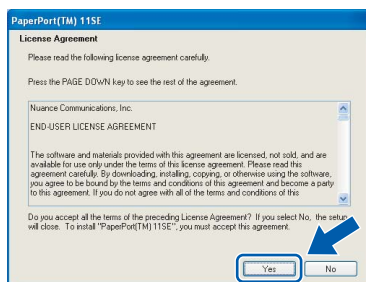 PaperPort(TM) 11SE
License Agreement
Please read the following license agreement carefully.
Press the PAGE DOWN key to see the rest of the agreement.
Nuance Communications, Inc.
END-USER LICENSE AGREEMENT
The software and materials provided with this agreement are licensed, not sold, and are
available for use only under the terms of this license agreement. Please read this
agreement carefully. By downloading, installing, copying, or otherwise using the software,
you agree to be bound by the terms and conditions of this agreement and become a party
to this agreement. If you do not agree with all of the terms and conditions of this
Do you accept all the terms of the preceding License Agreement? If you select No, the setup
will close. To install "PaperPort(TM) 11SE", you must accept this agreement.
Yes
No